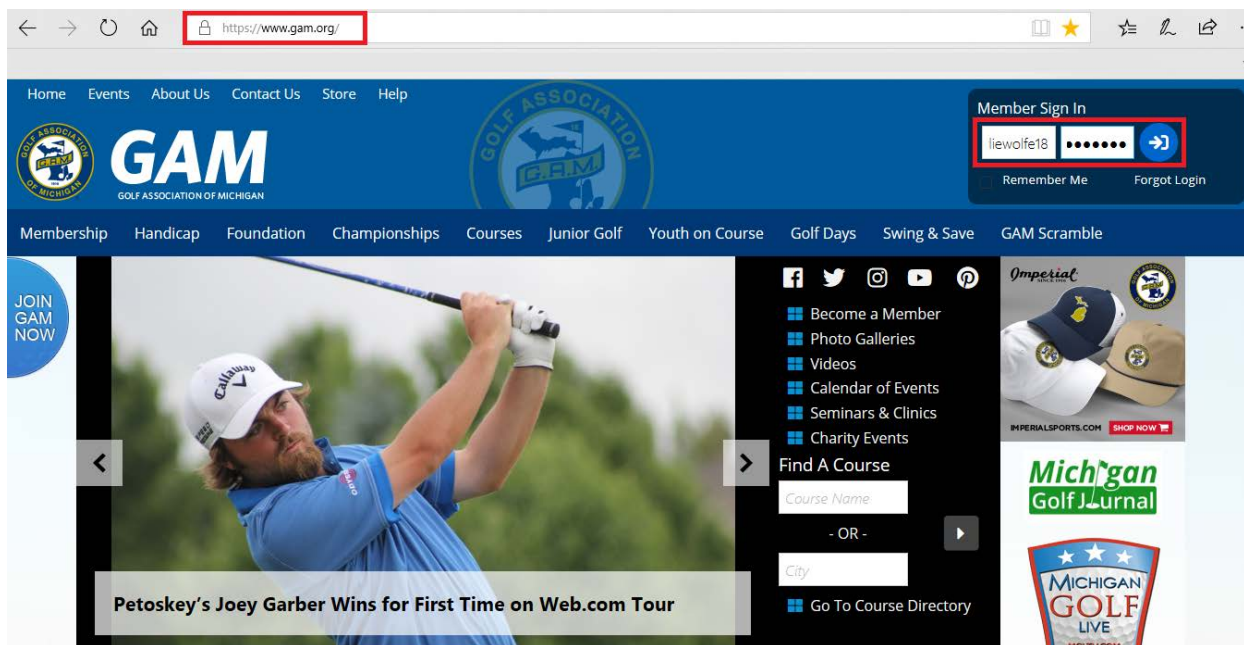 https://www.gam.org/
Home Events About Us Contact Us Store Help
Member Sign In
liewolfe18
Remember Me Forgot Login
GOLF ASSOCIATION OF MICHIGAN
G.A.M.
GAM
GOLF ASSOCIATION OF MICHIGAN
GOLF ASSOCIATION
G.A.M.
Membership Handicap Foundation Championships Courses Junior Golf Youth on Course Golf Days Swing & Save GAM Scramble
JOIN
GAM
NOW
Callaway
Become a Member
Photo Galleries
Videos
Calendar of Events
Seminars & Clinics
Charity Events
Find A Course
Course Name
- OR -
City
Go To Course Directory
Petoskey's Joey Garber Wins for First Time on Web.com Tour
Imperial
IMPERIALSPORTS.COM SHOP NOW
Michigan
Golf Journal
MICHIGAN
GOLF
LIVE